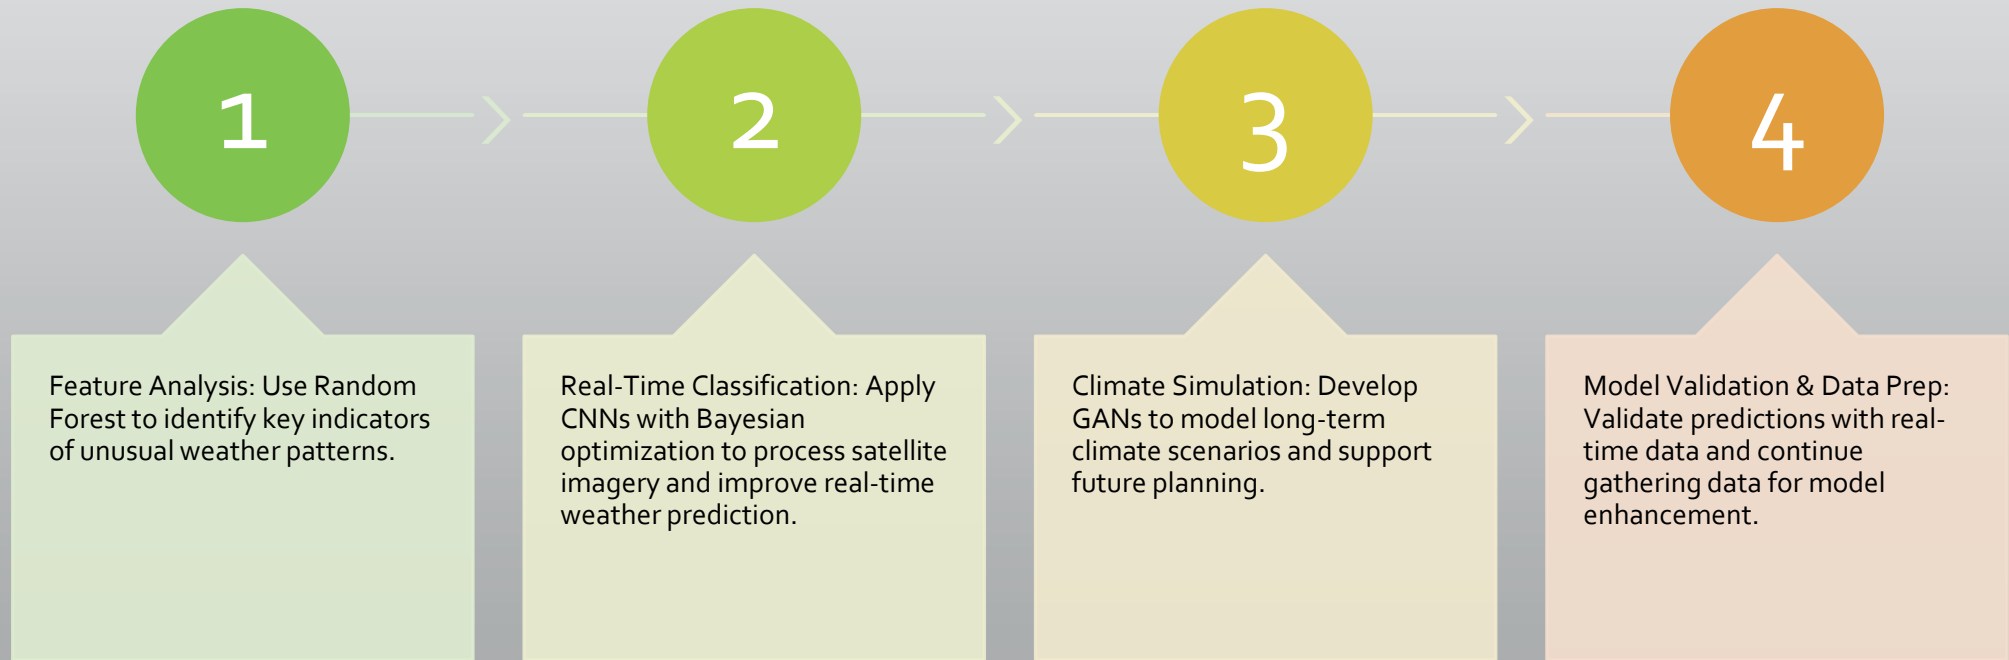 1
2
3
4
Feature Analysis: Use Random
Forest to identify key indicators
of unusual weather patterns.
Real-Time Classification: Apply
CNNs with Bayesian
optimization to process satellite
imagery and improve real-time
weather prediction.
Climate Simulation: Develop
GANs to model long-term
climate scenarios and support
future planning.
Model Validation & Data Prep:
Validate predictions with real-
time data and continue
gathering data for model
enhancement.